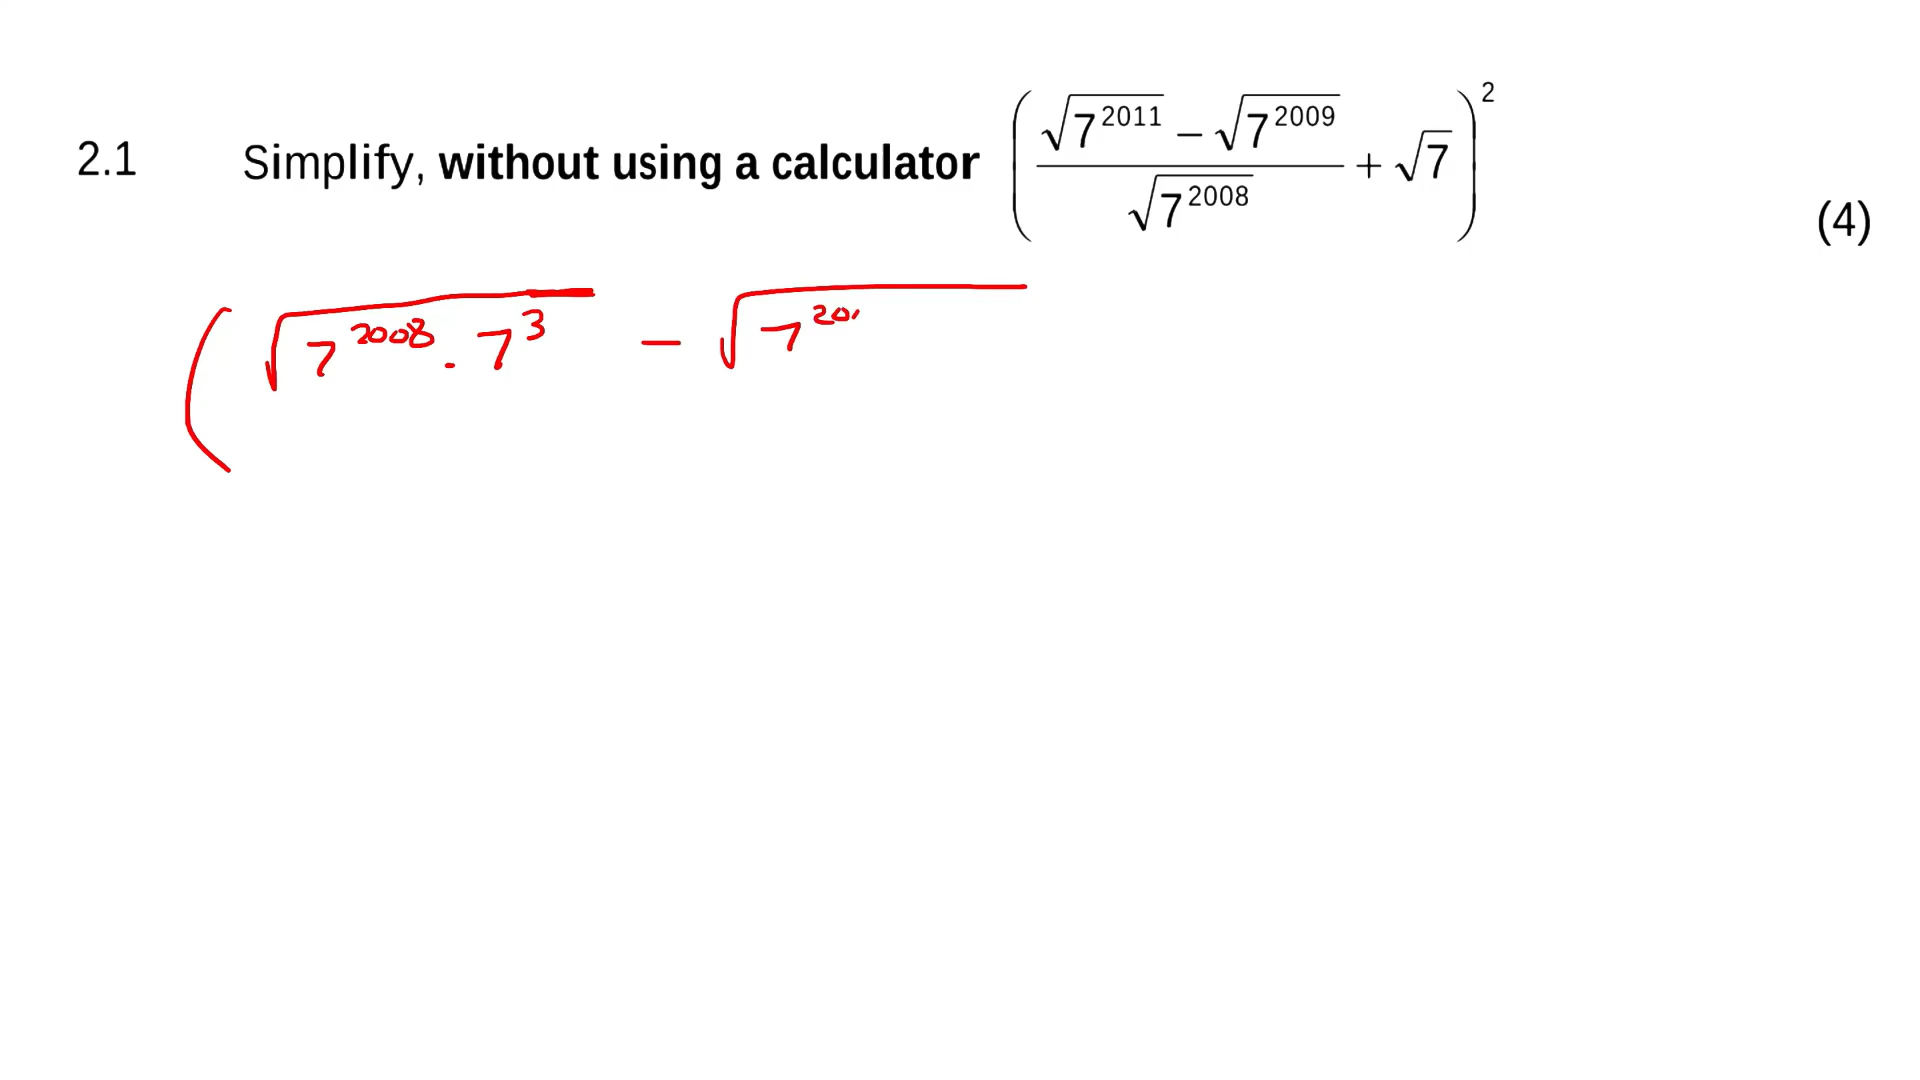 2.1 Simplify, without using a calculator (√7^2011 − √7^2009 / √7^2008 + √7)^2
(4)
(√7^2008 . 7^3 − √7^20